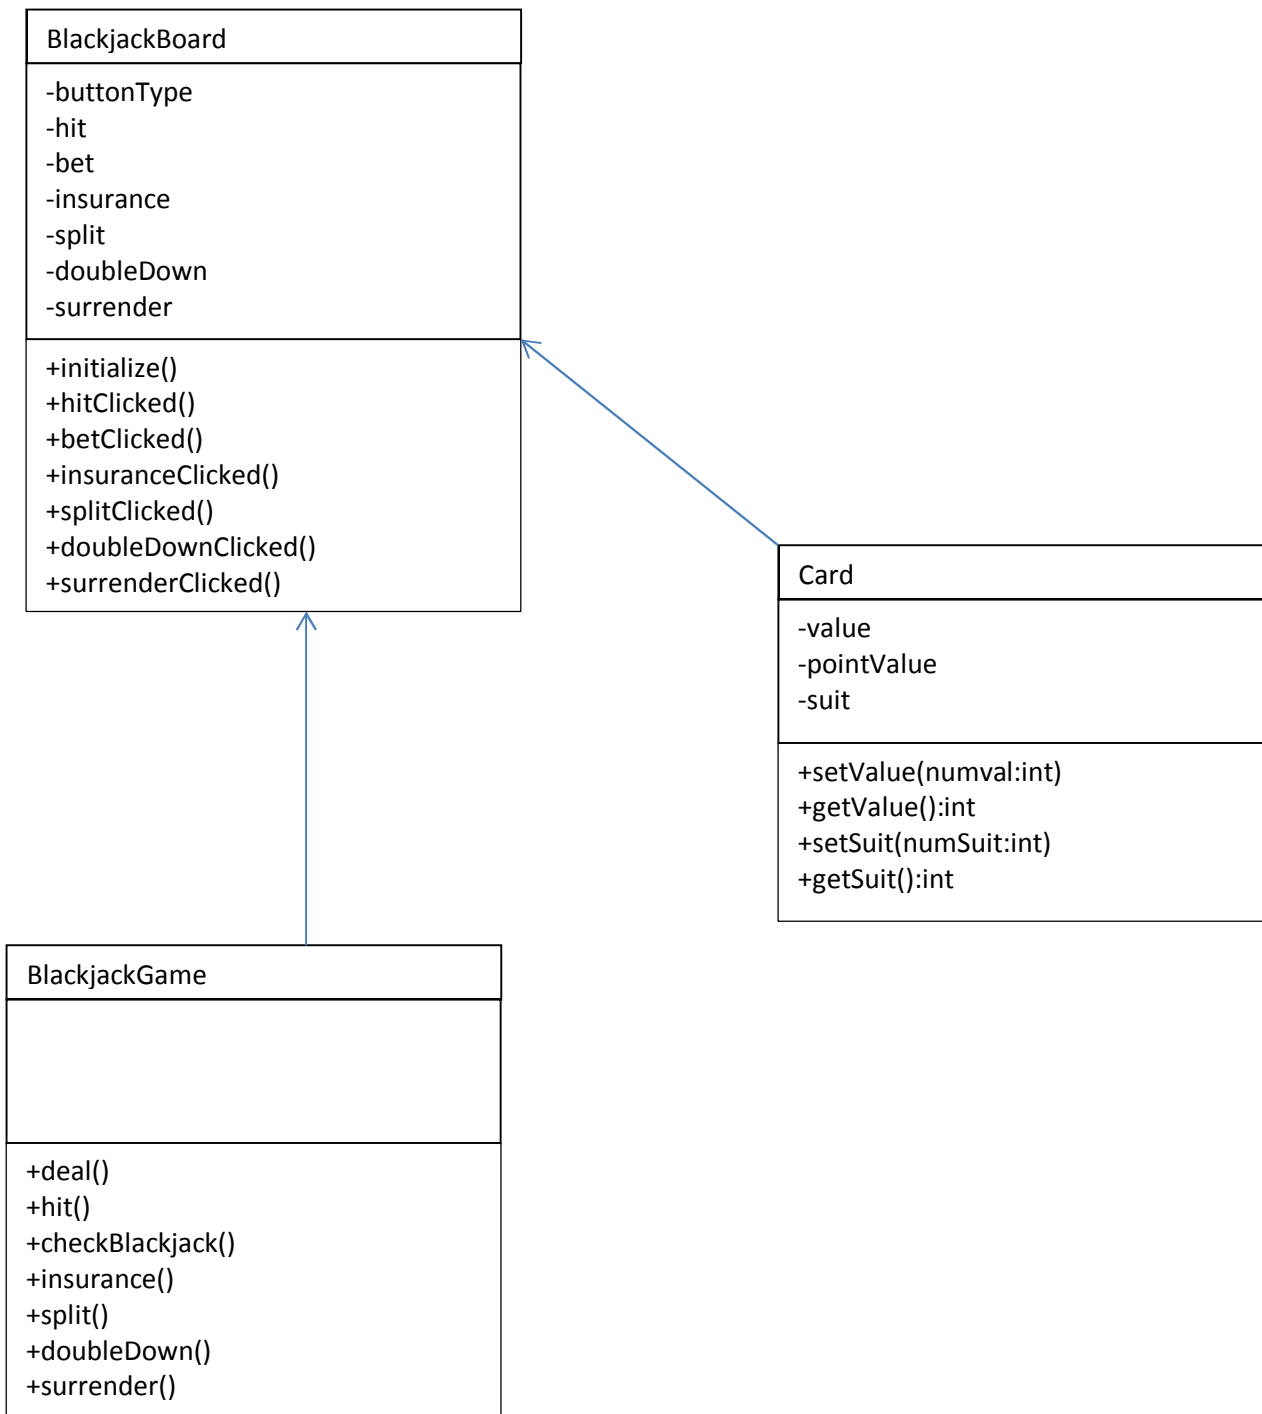 BlackjackBoard
-buttonType
-hit
-bet
-insurance
-split
-doubleDown
-surrender
+initialize()
+hitClicked()
+betClicked()
+insuranceClicked()
+splitClicked()
+doubleDownClicked()
+surrenderClicked()
Card
-value
-pointValue
-suit
+setValue(numval:int)
+getValue():int
+setSuit(numSuit:int)
+getSuit():int
BlackjackGame
+deal()
+hit()
+checkBlackjack()
+insurance()
+split()
+doubleDown()
+surrender()